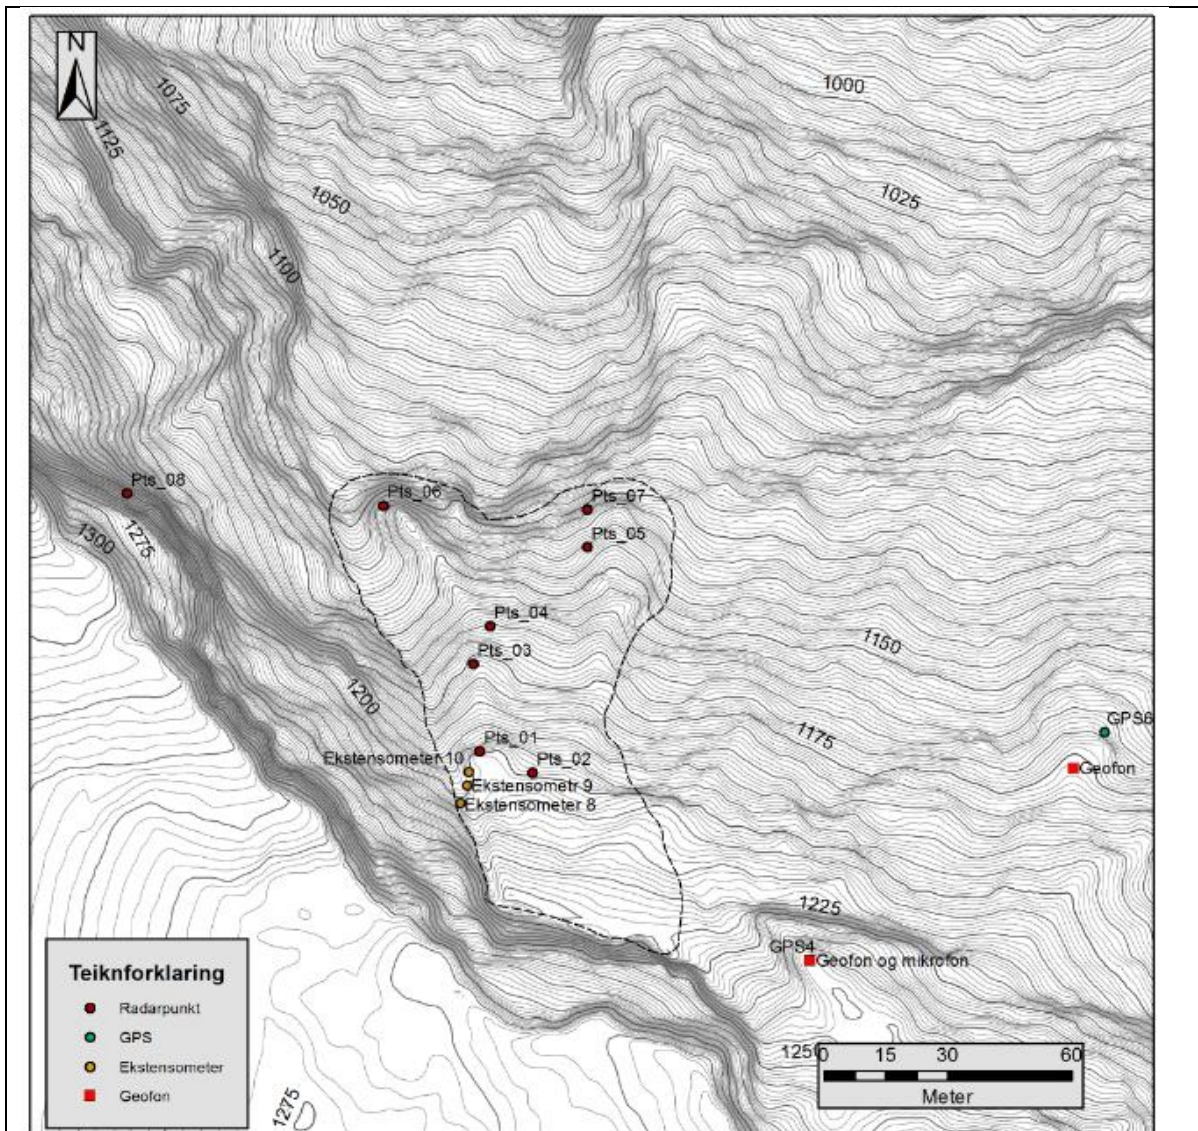 N
1075
1000
1125
1050
1025
1100
Pts_08
Pts_06
Pts_07
1300
1275
Pts_05
Pts_04
1150
Pts_03
1200
GPS6
1175
Pts_01
Ekstensometer 10
Pts_02
Geofon
Ekstensometr 9
Ekstensometer 8
1225
GPS4
Geofon og mikrofon
Teiknforklaring
Radarpunkt
GPS
Ekstensometer
Geofon
1275
1250
0 15 30 60
Meter